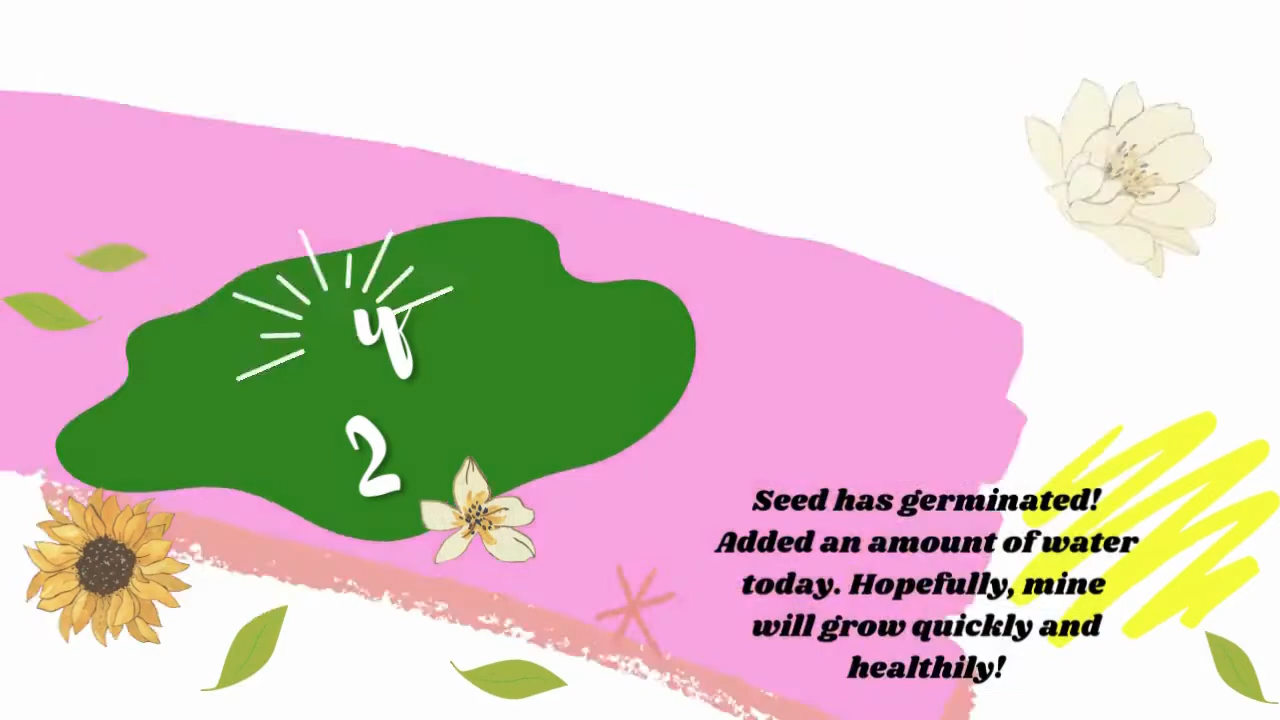 y
2
Seed has germinated!
Added an amount of water
today. Hopefully, mine
will grow quickly and
healthily!